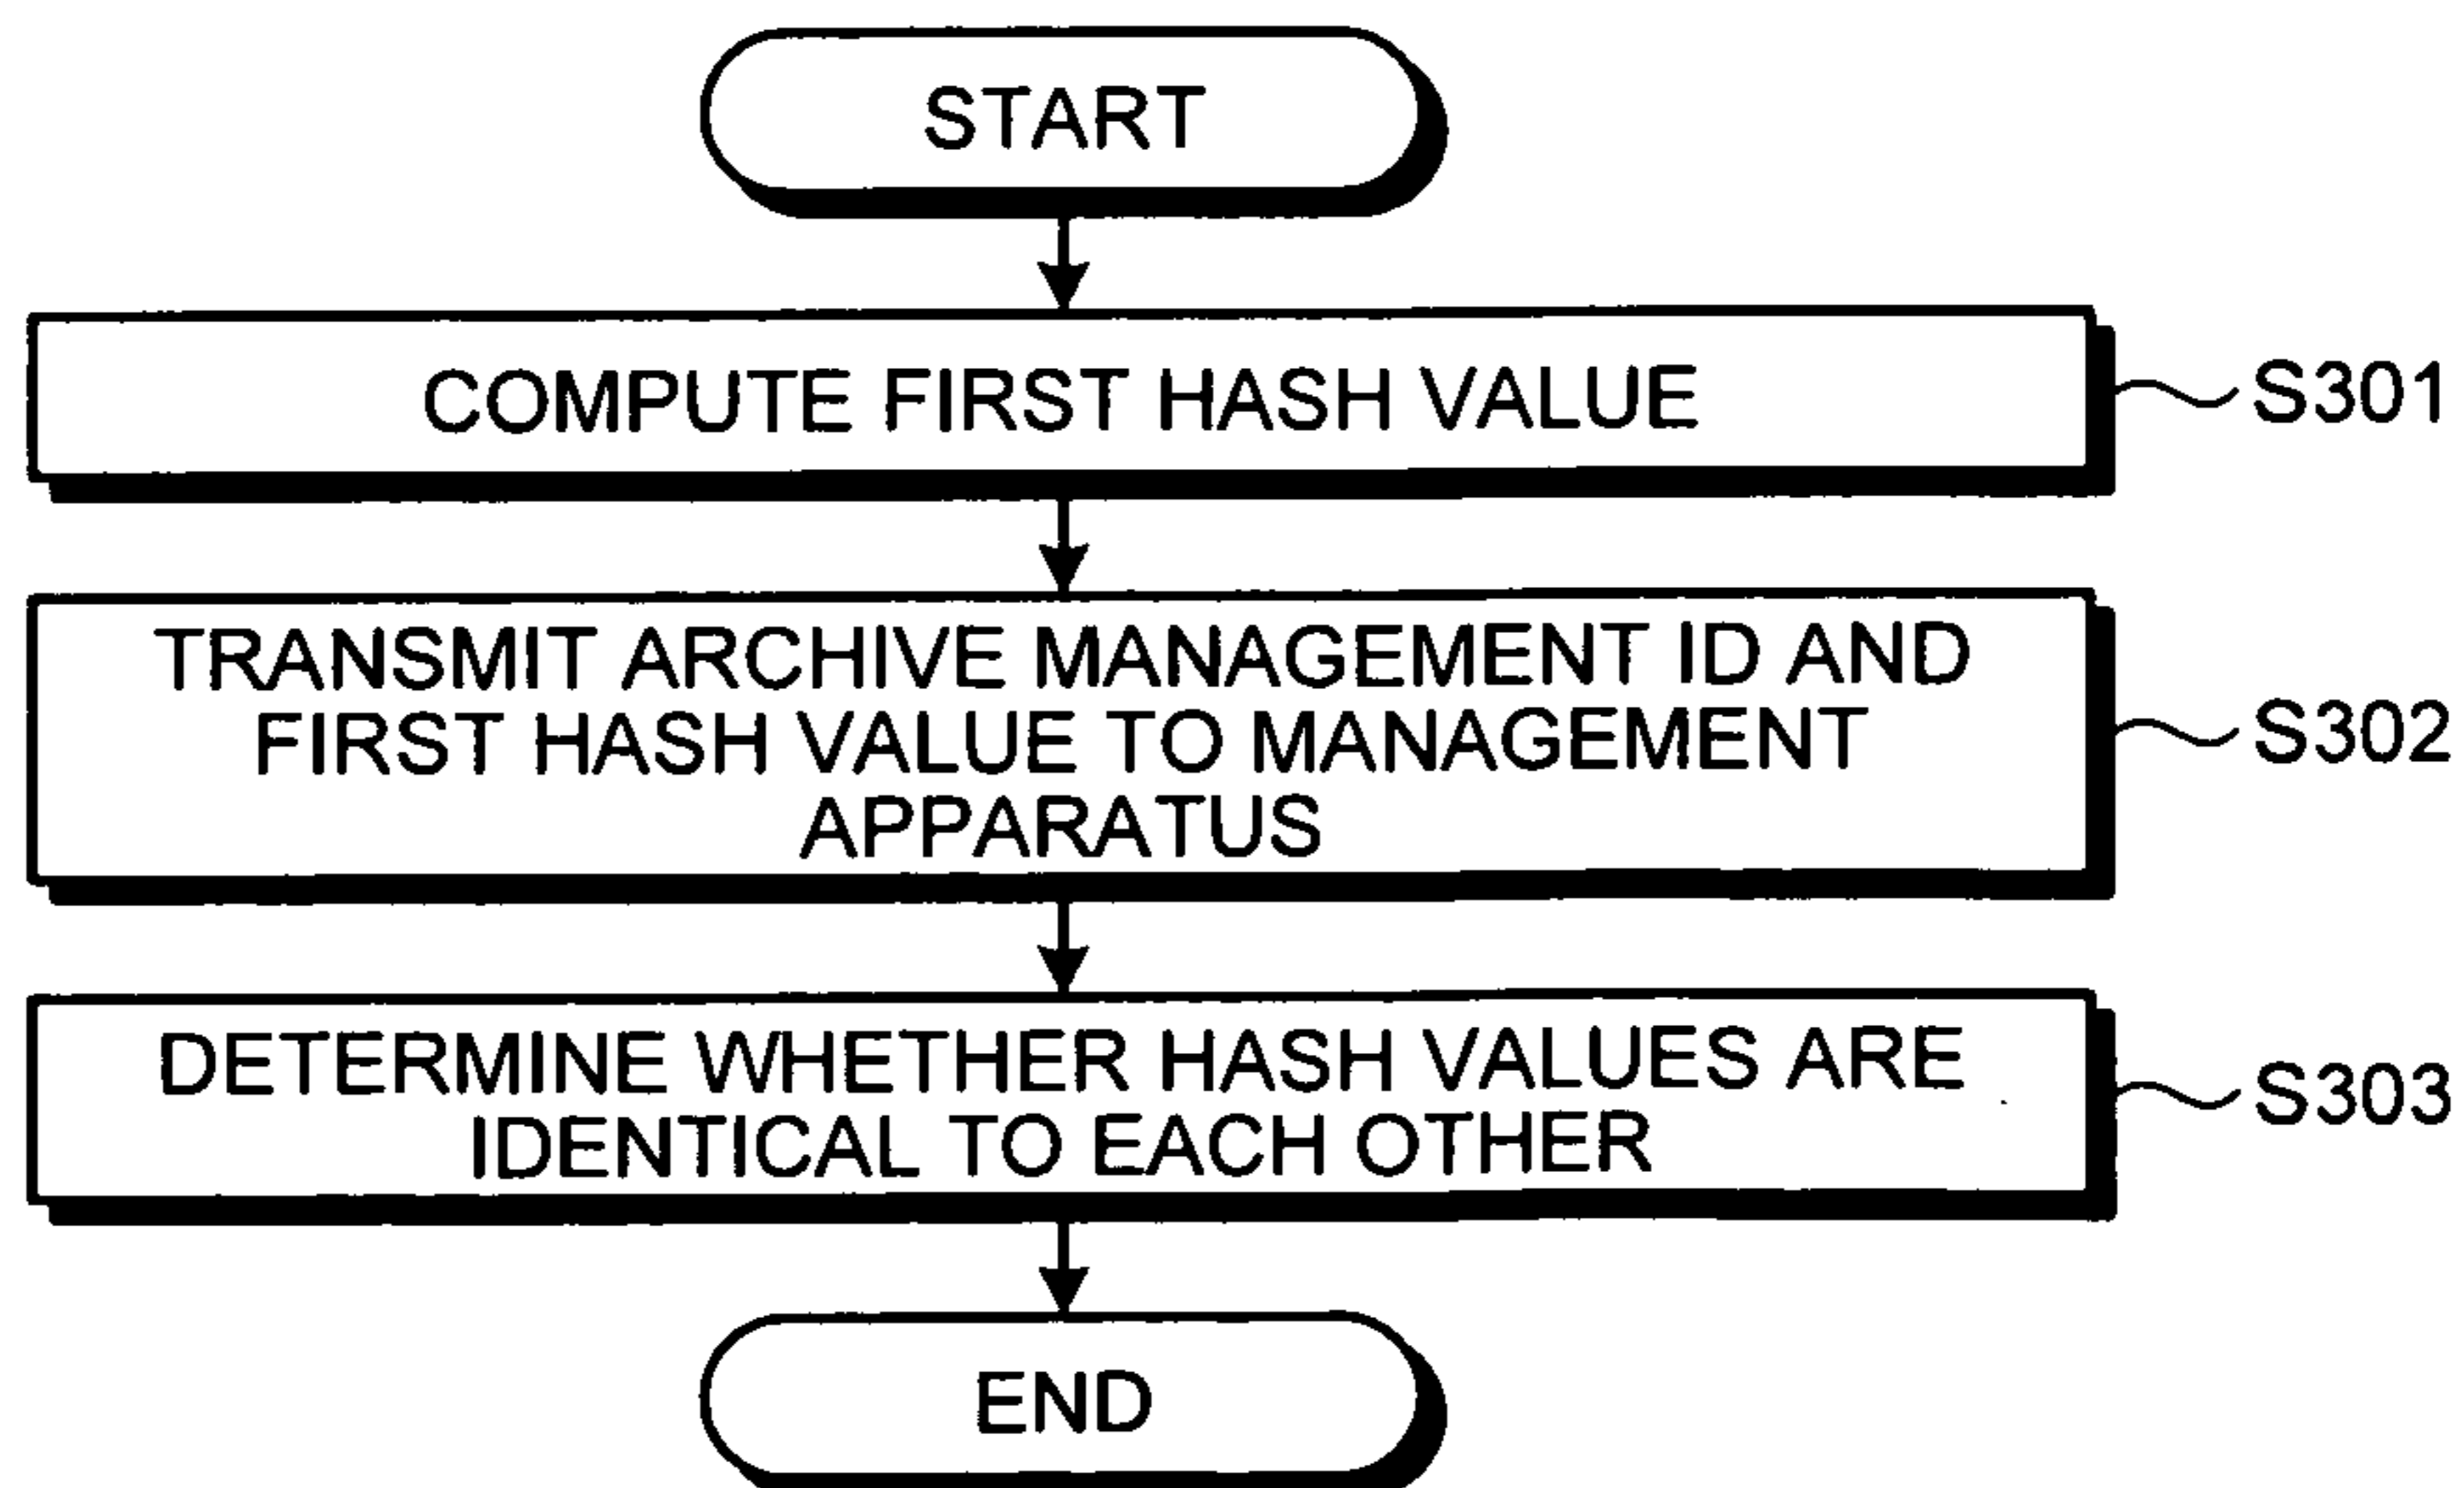 START
COMPUTE FIRST HASH VALUE
S301
TRANSMIT ARCHIVE MANAGEMENT ID AND
FIRST HASH VALUE TO MANAGEMENT
APPARATUS
S302
DETERMINE WHETHER HASH VALUES ARE
IDENTICAL TO EACH OTHER
S303
END